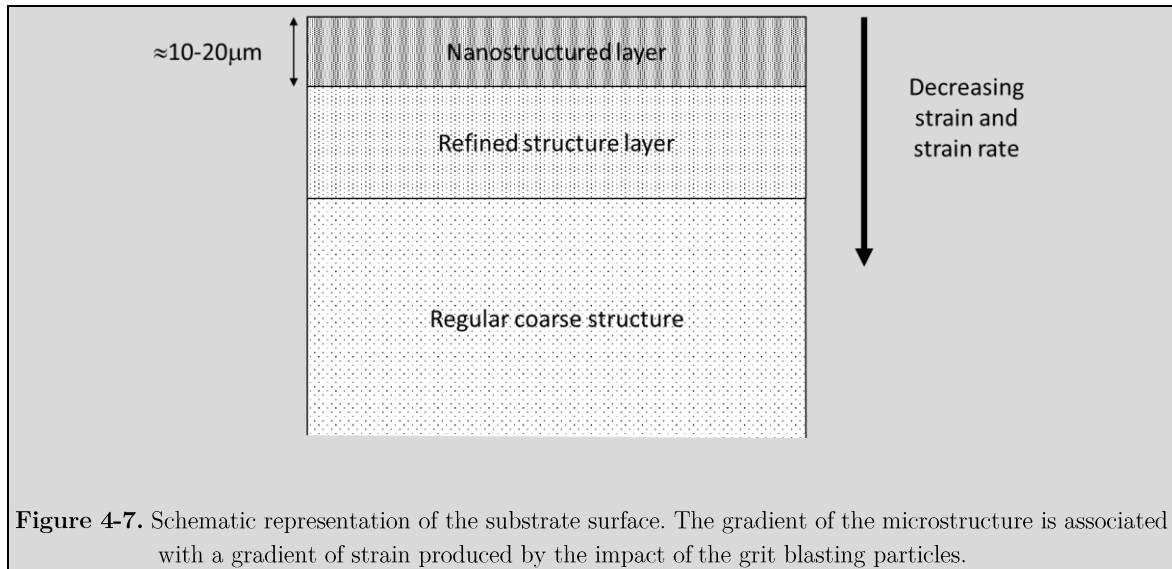 ≈10-20μm
Nanostructured layer
Refined structure layer
Regular coarse structure
Decreasing
strain and
strain rate
Figure 4-7. Schematic representation of the substrate surface. The gradient of the microstructure is associated
with a gradient of strain produced by the impact of the grit blasting particles.